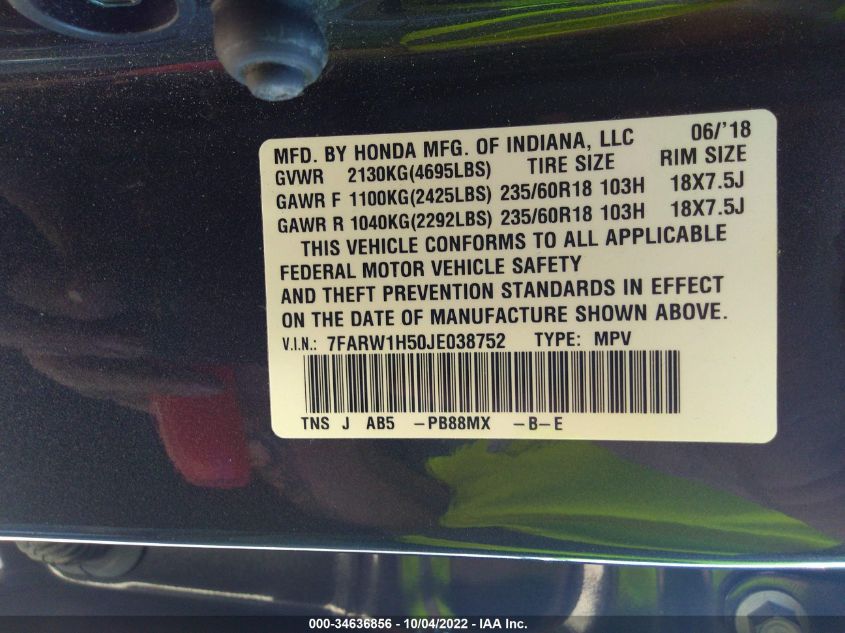 MFD. BY HONDA MFG. OF INDIANA, LLC 06/'18
GVWR 2130KG(4695LBS) TIRE SIZE RIM SIZE
GAWR F 1100KG(2425LBS) 235/60R18 103H 18X7.5J
GAWR R 1040KG(2292LBS) 235/60R18 103H 18X7.5J
THIS VEHICLE CONFORMS TO ALL APPLICABLE
FEDERAL MOTOR VEHICLE SAFETY
AND THEFT PREVENTION STANDARDS IN EFFECT
ON THE DATE OF MANUFACTURE SHOWN ABOVE.
V.I.N.: 7FARW1H50JE038752 TYPE: MPV
TNS J AB5 -PB88MX -B-E
000-34636856 - 10/04/2022 - IAA Inc.